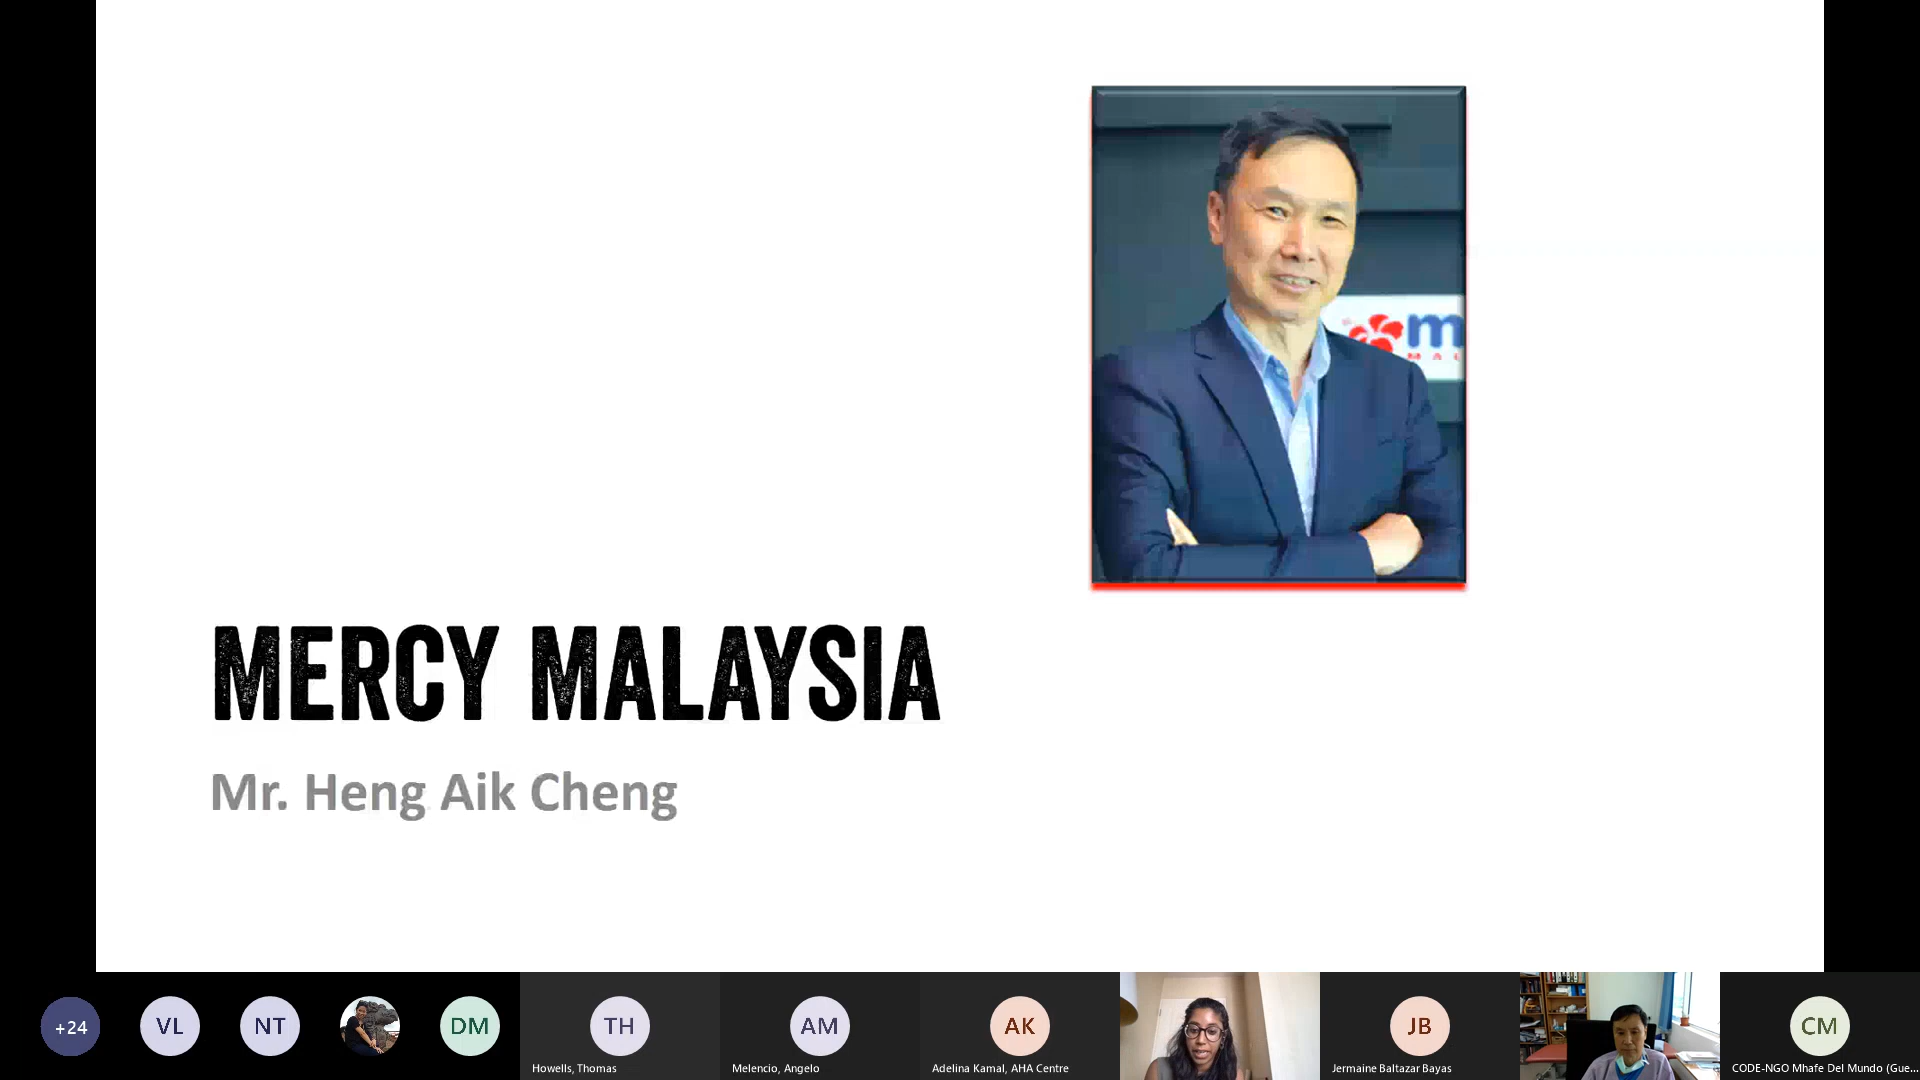 m
MAL
MERCY MALAYSIA
Mr. Heng Aik Cheng
+24
VL
NT
DM
TH
Howells, Thomas
AM
Melencio, Angelo
AK
Adelina Kamal, AHA Centre
JB
Jermaine Baltazar Bayas
CM
CODE-NGO Mhafe Del Mundo (Gue...